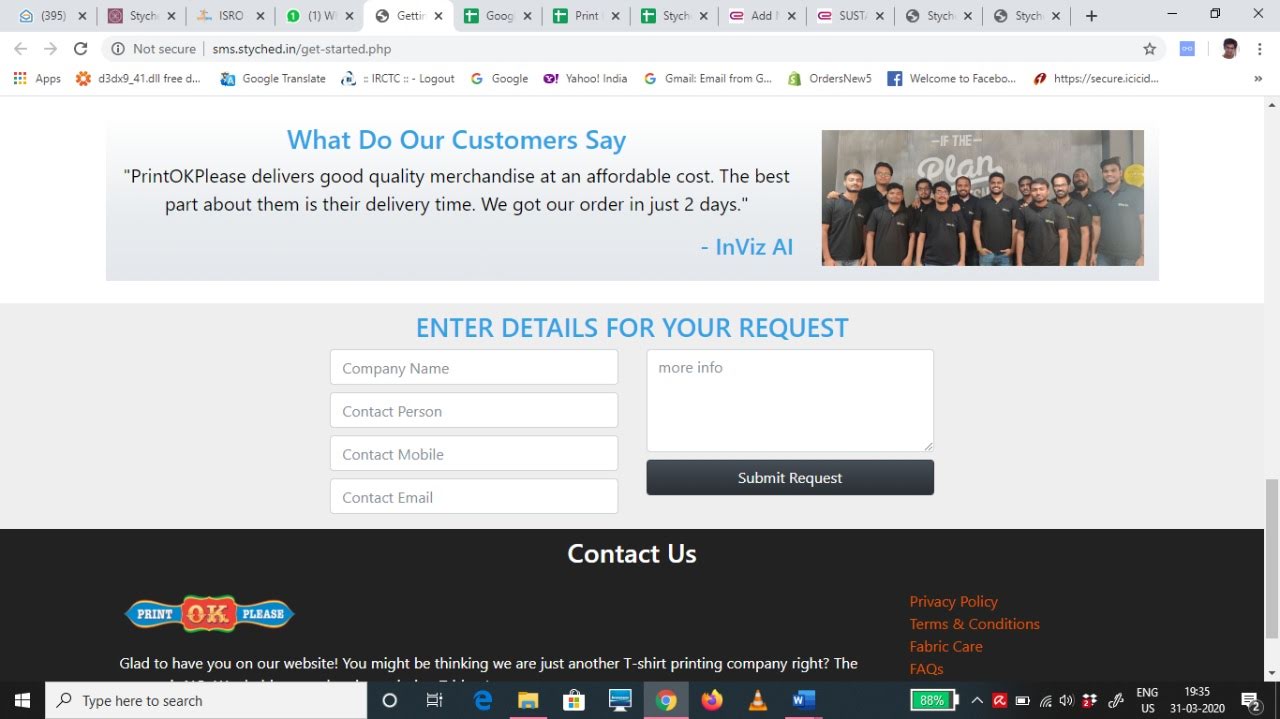 (395)
Stych
ISRO
(1) W
Gettin
Goog
Print
Stych
Add
SUST
Stych
Stych
Not secure
sms.styched.in/get-started.php
Apps
d3dx9_41.dll free d...
Google Translate
:: IRCTC :: - Logout
Google
Yahoo! India
Gmail: Email from G...
OrdersNew5
Welcome to Facebo...
https://secure.icicid...
What Do Our Customers Say
"PrintOKPlease delivers good quality merchandise at an affordable cost. The best
part about them is their delivery time. We got our order in just 2 days."
- InViz AI
IF THE
Plan
ENTER DETAILS FOR YOUR REQUEST
Company Name
Contact Person
Contact Mobile
Contact Email
more info
Submit Request
Contact Us
PRINT OK PLEASE
Glad to have you on our website! You might be thinking we are just another T-shirt printing company right? The
Privacy Policy
Terms & Conditions
Fabric Care
FAQs
Type here to search
88%
ENG
US
19:35
31-03-2020
2